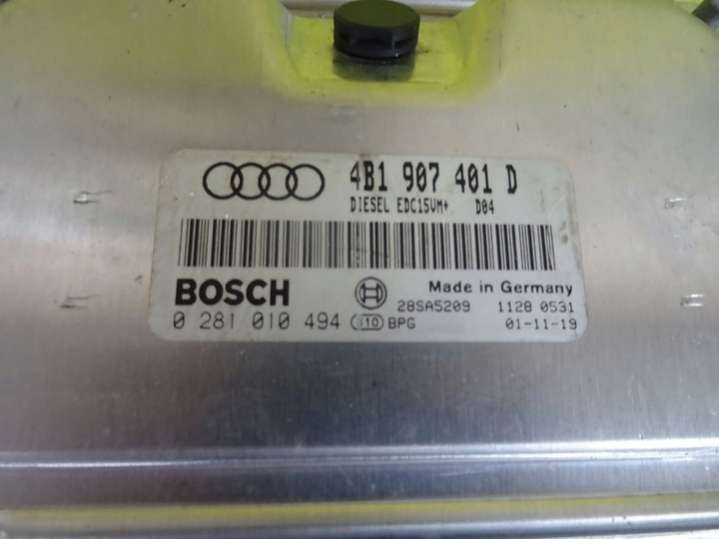 4B1 907 401 D
DIESEL EDC15VM+ D04
BOSCH
Made in Germany
28SA5209 1128 0531
0 281 010 494 i10 BPG 01-11-19